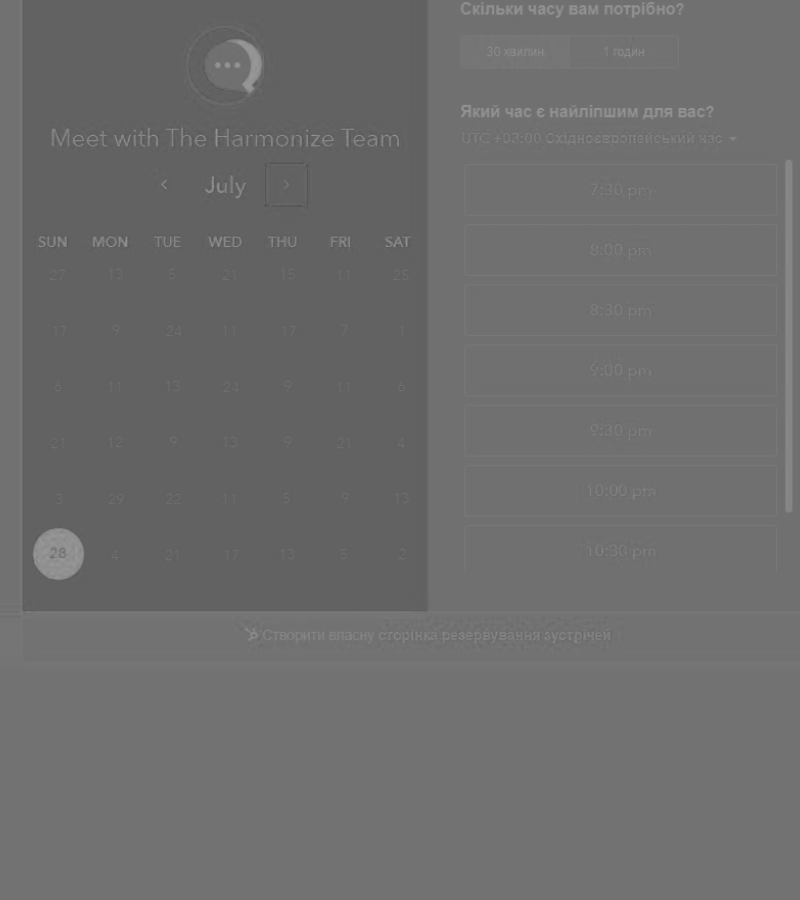 Meet with The Harmonize Team
July
SUN MON TUE WED THU FRI SAT
27 13 5 21 15 11 25
17 9 24 11 17 7 1
6 11 13 24 9 11 6
21 12 9 13 9 21 4
3 29 22 11 5 9 13
28 4 21 17 13 5 2
Скільки часу вам потрібно?
30 хвилин 1 годин
Який час є найліпшим для вас?
UTC +03:00 Східноєвропейський час
7:30 pm
8:00 pm
8:30 pm
9:00 pm
9:30 pm
10:00 pm
10:30 pm
Створити власну сторінка резервування зустрічей